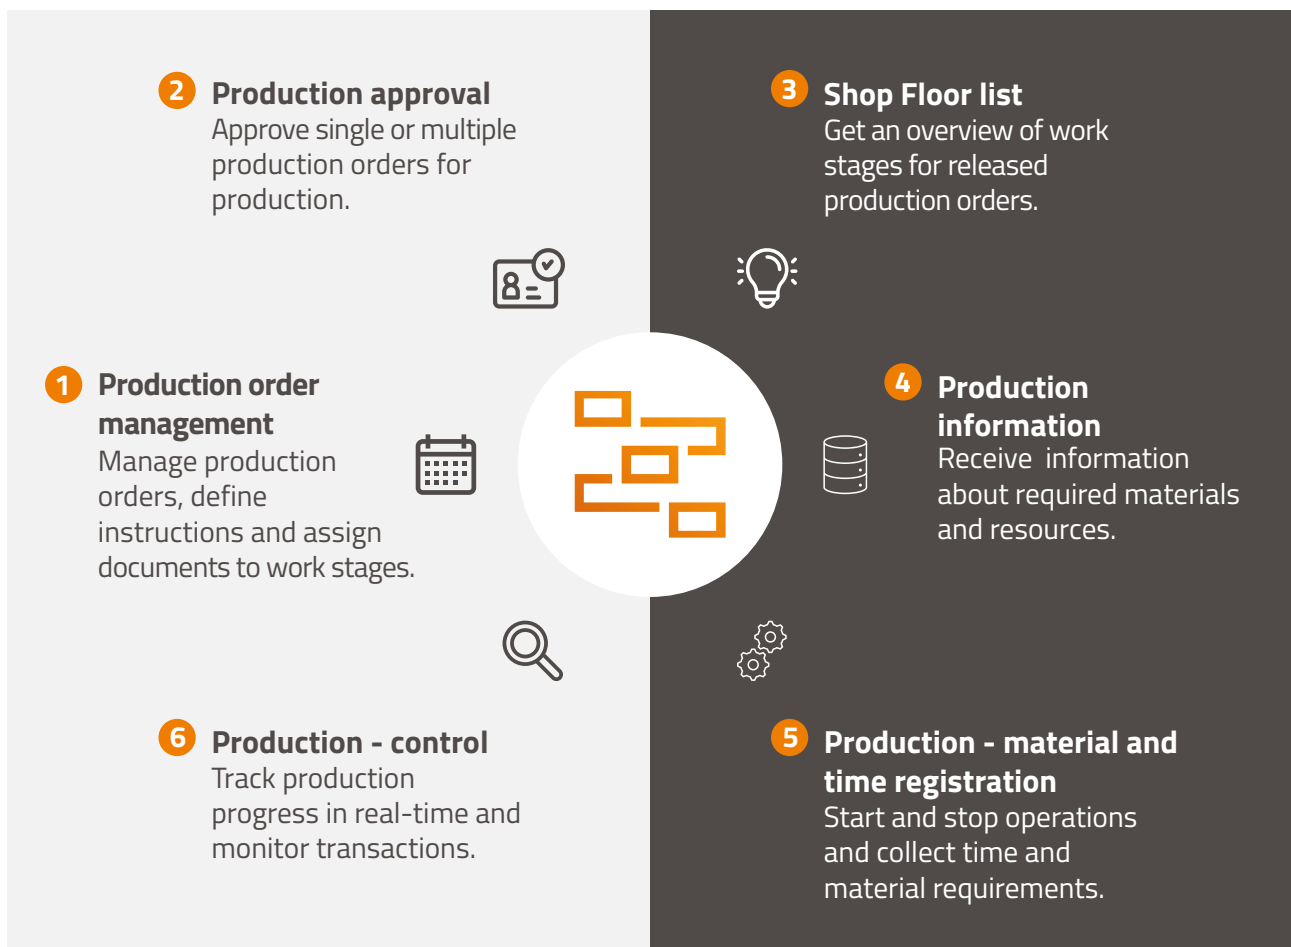 1
Production order
management
Manage production
orders, define
instructions and assign
documents to work stages.
2
Production approval
Approve single or multiple
production orders for
production.
3
Shop Floor list
Get an overview of work
stages for released
production orders.
4
Production
information
Receive information
about required materials
and resources.
5
Production - material and
time registration
Start and stop operations
and collect time and
material requirements.
6
Production - control
Track production
progress in real-time and
monitor transactions.